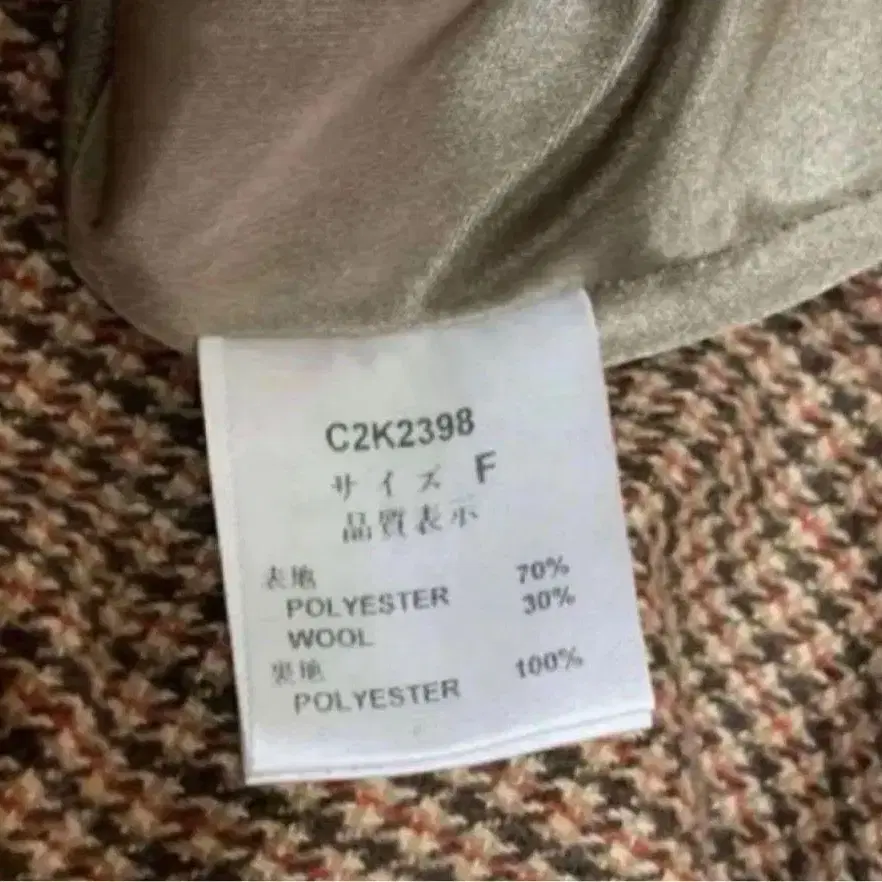 C2K2398
サイズ F
品質表示
表地 70%
POLYESTER 30%
WOOL
裏地 100%
POLYESTER